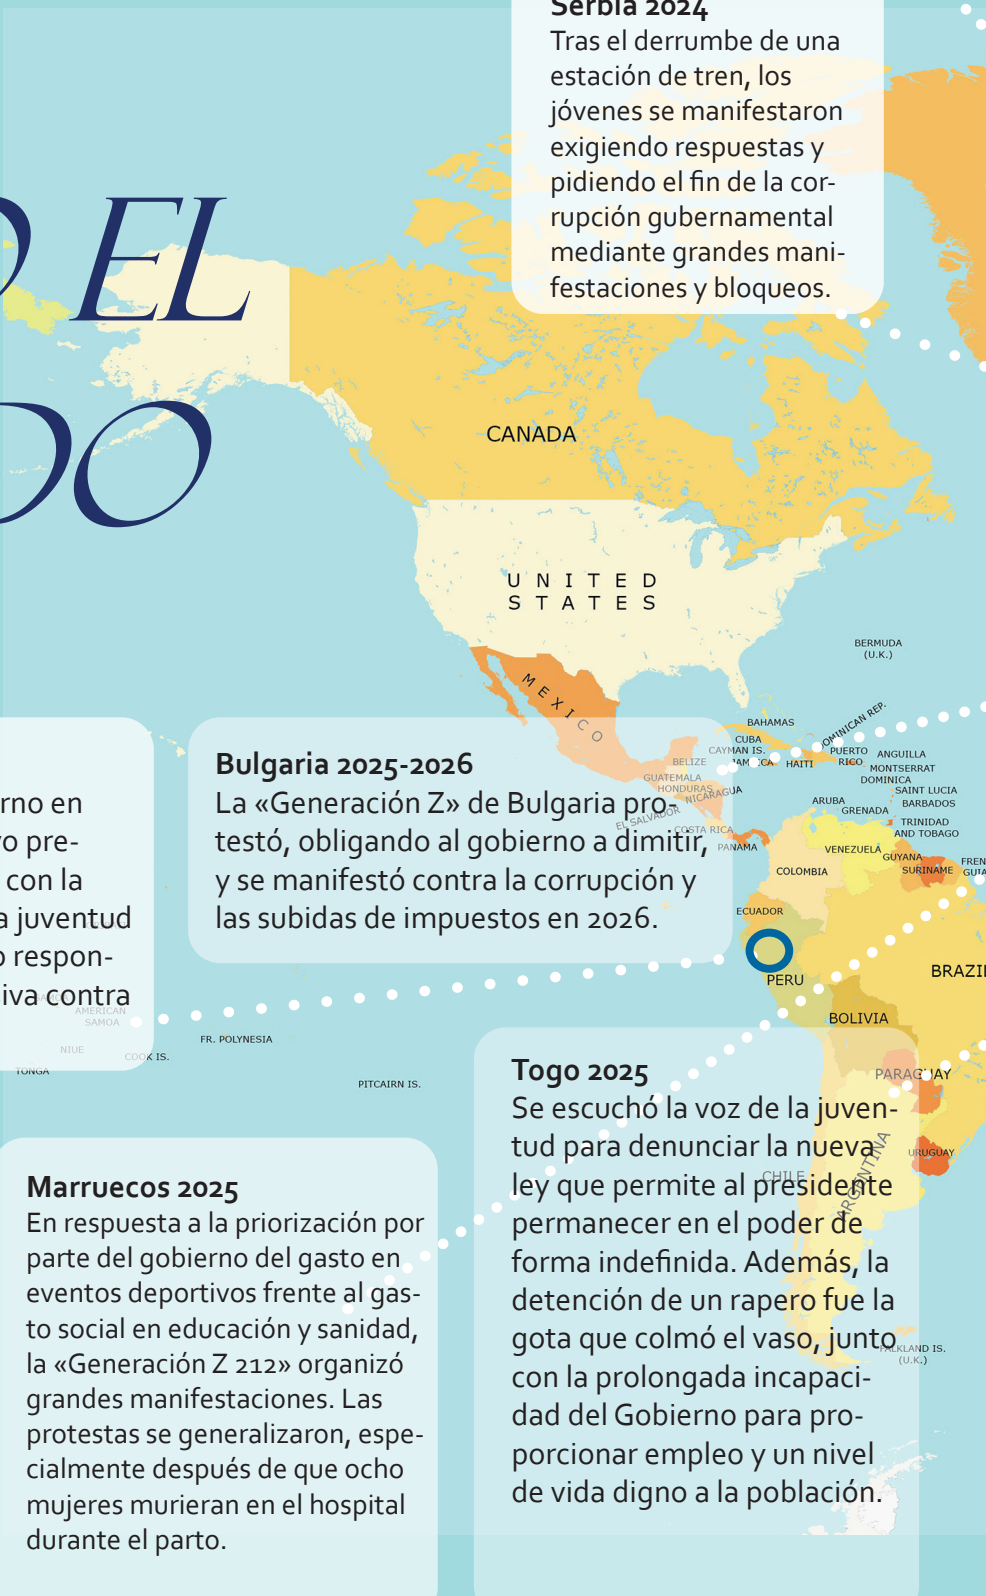 Serbia 2024
Tras el derrumbe de una
estación de tren, los
jóvenes se manifestaron
exigiendo respuestas y
pidiendo el fin de la cor-
rupción gubernamental
mediante grandes mani-
festaciones y bloqueos.
EL
DO
CANADA
UNITED
STATES
BERMUDA
(U.K.)
MEXICO
BAHAMAS
CUBA
CAYMAN IS.
JAMAICA
HAITI
DOMINICAN REP.
PUERTO
RICO
ANGUILLA
MONTSERRAT
DOMINICA
SAINT LUCIA
BARBADOS
ARUBA
GRENADA
TRINIDAD
AND TOBAGO
BELIZE
GUATEMALA
HONDURAS
NICARAGUA
EL SALVADOR
COSTA RICA
PANAMA
VENEZUELA
GUYANA
SURINAME
FREN
GUIA
COLOMBIA
ECUADOR
PERU
BRAZI
BOLIVIA
PARAGUAY
URUGUAY
CHILE
ARGENTINA
FALKLAND IS.
(U.K.)
Bulgaria 2025-2026
La «Generación Z» de Bulgaria pro-
testó, obligando al gobierno a dimitir,
y se manifestó contra la corrupción y
las subidas de impuestos en 2026.
rno en
o pre-
con la
a juventud
o respon-
iva contra
AMERICAN
SAMOA
NIUE
COOK IS.
TONGA
FR. POLYNESIA
PITCAIRN IS.
Togo 2025
Se escuchó la voz de la juven-
tud para denunciar la nueva
ley que permite al presidente
permanecer en el poder de
forma indefinida. Además, la
detención de un rapero fue la
gota que colmó el vaso, junto
con la prolongada incapaci-
dad del Gobierno para pro-
porcionar empleo y un nivel
de vida digno a la población.
Marruecos 2025
En respuesta a la priorización por
parte del gobierno del gasto en
eventos deportivos frente al gas-
to social en educación y sanidad,
la «Generación Z 212» organizó
grandes manifestaciones. Las
protestas se generalizaron, espe-
cialmente después de que ocho
mujeres murieran en el hospital
durante el parto.